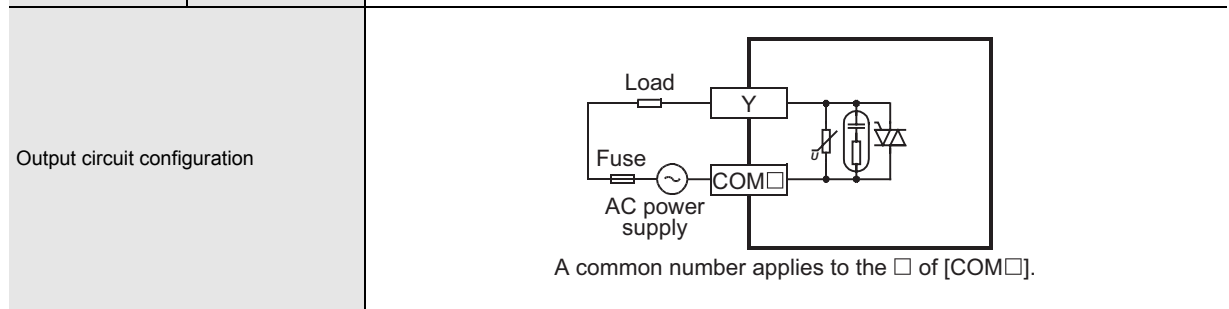 Output circuit configuration
Load
Y
Fuse
COM□
AC power
supply
U
A common number applies to the □ of [COM□].